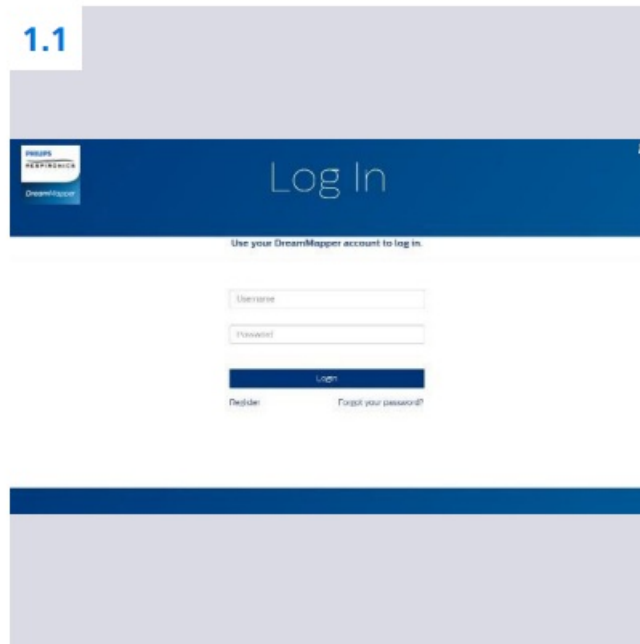 1.1
PHILIPS
RESPIRONICS
DreamMapper
Log In
Use your DreamMapper account to log in.
Username
Password
Login
Register
Forgot your password?